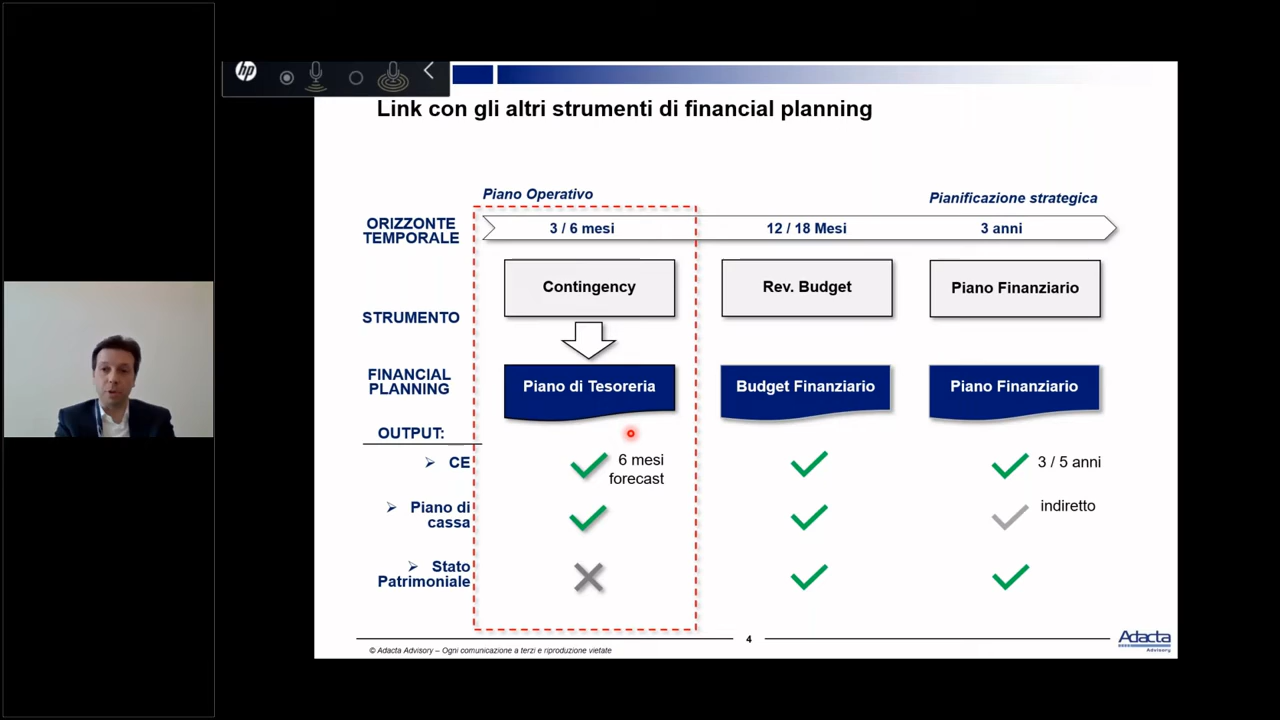 hp
Link con gli altri strumenti di financial planning
Piano Operativo
Pianificazione strategica
ORIZZONTE
TEMPORALE
3 / 6 mesi
12 / 18 Mesi
3 anni
STRUMENTO
Contingency
Rev. Budget
Piano Finanziario
FINANCIAL
PLANNING
Piano di Tesoreria
Budget Finanziario
Piano Finanziario
OUTPUT:
CE
6 mesi
forecast
3 / 5 anni
Piano di
cassa
indiretto
Stato
Patrimoniale
4
© Adacta Advisory – Ogni comunicazione a terzi e riproduzione vietate
Adacta
Advisory